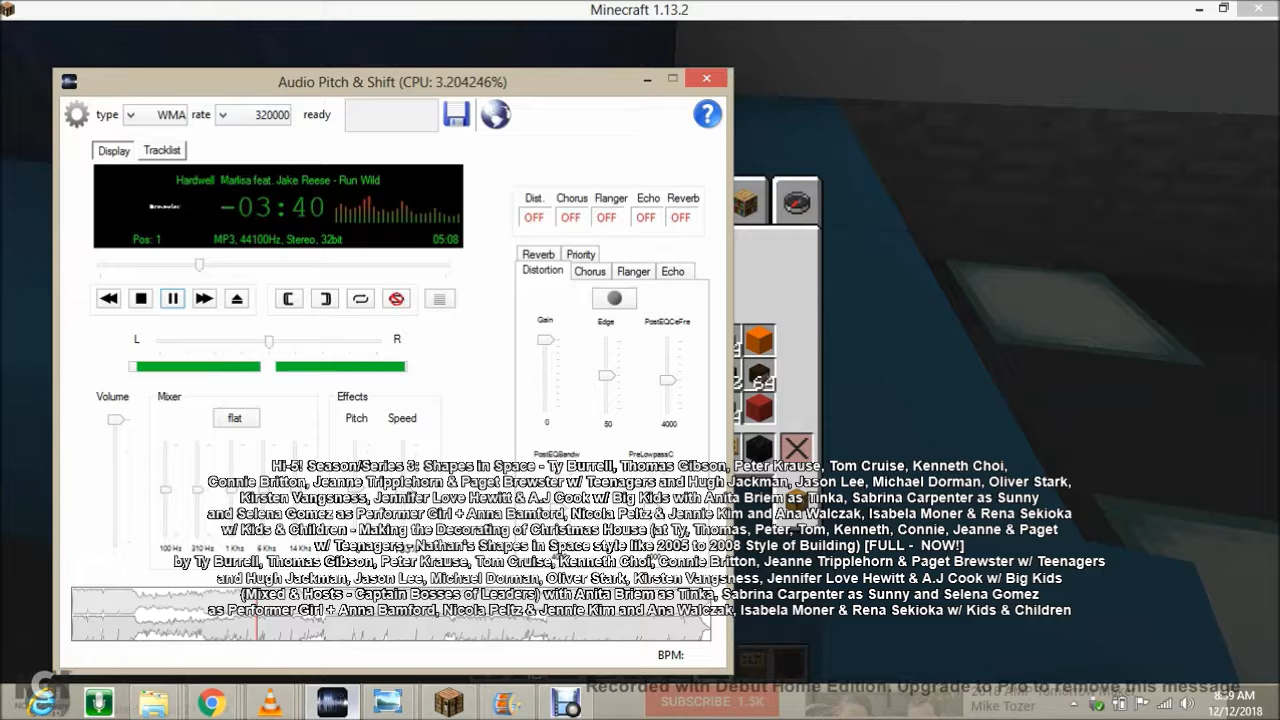 Minecraft 1.13.2
Audio Pitch & Shift (CPU: 3.204246%)
type WMA rate 320000 ready
Display Tracklist
Hardwell Marlisa feat. Jake Reese - Run Wild
-03:40
Pos: 1 MP3, 44100Hz, Stereo, 32bit 05:08
Dist. Chorus Flanger Echo Reverb
OFF OFF OFF OFF OFF
Reverb Priority
Distortion Chorus Flanger Echo
Gain Edge PostEQCeFre
0 50 4000
PostEQBandw PreLowpassC
L R
Volume Mixer Effects
flat Pitch Speed
64
Hi-5! Season/Series 3: Shapes in Space - Ty Burrell, Thomas Gibson, Peter Krause, Tom Cruise, Kenneth Choi,
Connie Britton, Jeanne Tripplehorn & Paget Brewster w/ Teenagers and Hugh Jackman, Jason Lee, Michael Dorman, Oliver Stark,
Kirsten Vangsness, Jennifer Love Hewitt & A.J Cook w/ Big Kids with Anita Briem as Tinka, Sabrina Carpenter as Sunny
and Selena Gomez as Performer Girl + Anna Bamford, Nicola Peltz & Jennie Kim and Ana Walczak, Isabela Moner & Rena Sekioka
w/ Kids & Children - Making the Decorating of Christmas House (at Ty, Thomas, Peter, Tom, Kenneth, Connie, Jeanne & Paget
w/ Teenagers; Nathan's Shapes in Space style like 2005 to 2008 Style of Building) [FULL - NOW!]
by Ty Burrell, Thomas Gibson, Peter Krause, Tom Cruise, Kenneth Choi, Connie Britton, Jeanne Tripplehorn & Paget Brewster w/ Teenagers
and Hugh Jackman, Jason Lee, Michael Dorman, Oliver Stark, Kirsten Vangsness, Jennifer Love Hewitt & A.J Cook w/ Big Kids
(Mixed & Hosts - Captain Bosses of Leaders) with Anita Briem as Tinka, Sabrina Carpenter as Sunny and Selena Gomez
as Performer Girl + Anna Bamford, Nicola Peltz & Jennie Kim and Ana Walczak, Isabela Moner & Rena Sekioka w/ Kids & Children
100 Hz 310 Hz 1 Khz 6 Khz 14 Khz
BPM:
Recorded with Debut Home Edition. Upgrade to Pro to remove this message
SUBSCRIBE 1.5K
Mike Tozer
8:59 AM
12/12/2018